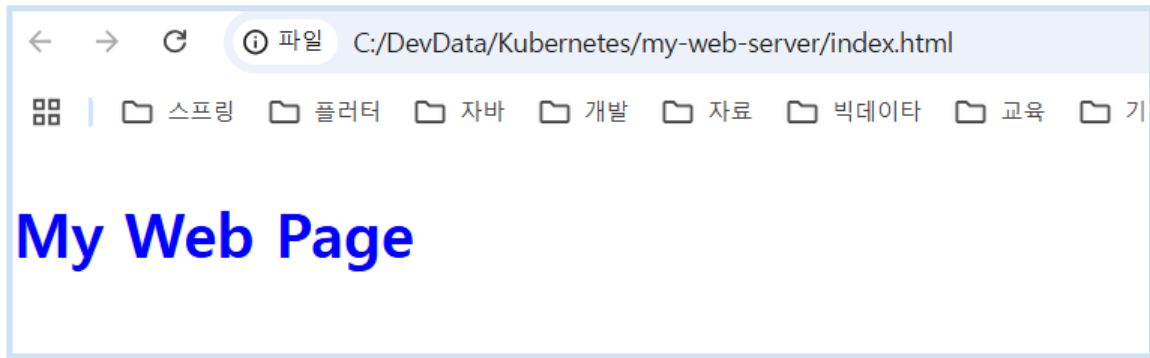 파일 C:/DevData/Kubernetes/my-web-server/index.html
스프링 플러터 자바 개발 자료 빅데이타 교육 기
My Web Page